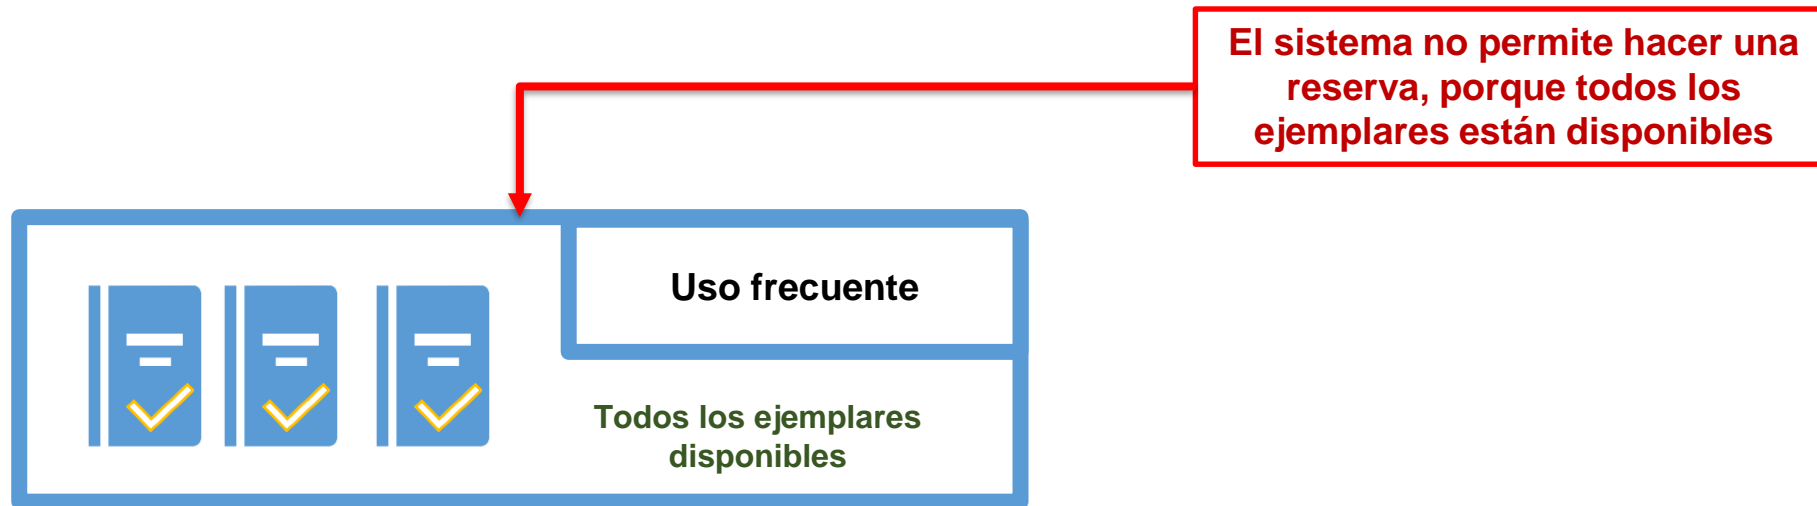 El sistema no permite hacer una
reserva, porque todos los
ejemplares están disponibles
Uso frecuente
Todos los ejemplares
disponibles